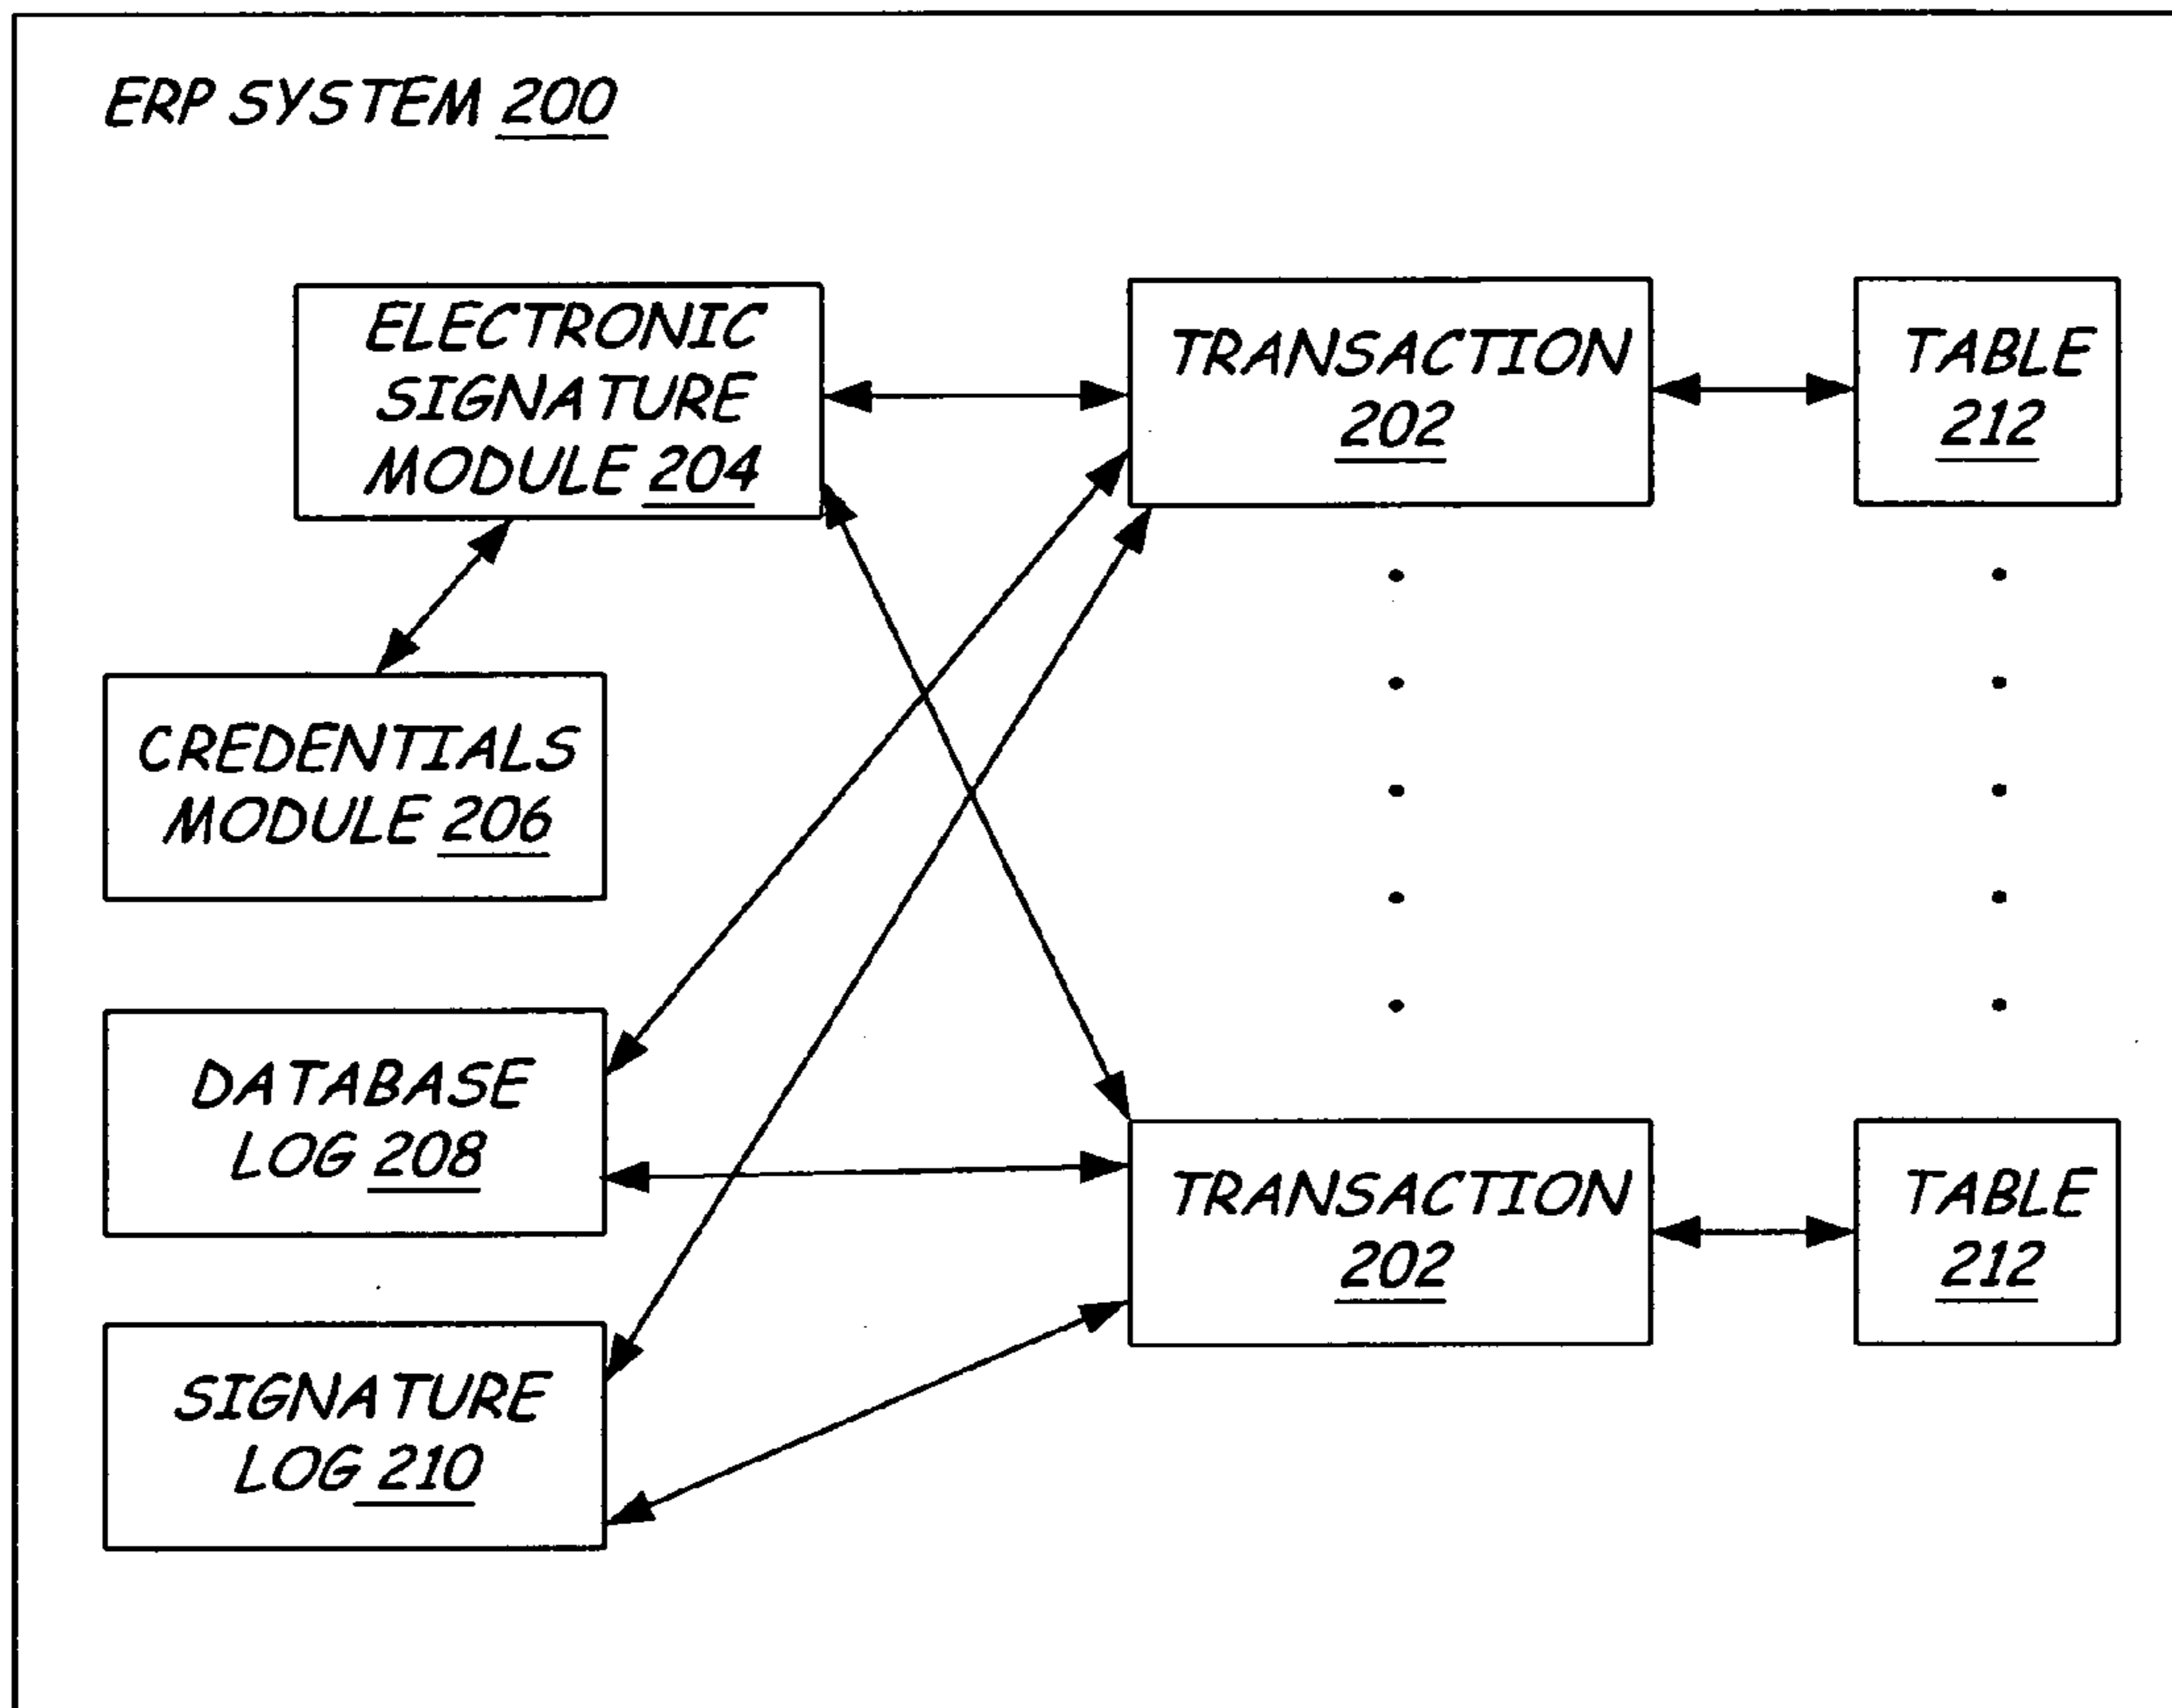 ERP SYSTEM 200
ELECTRONIC
SIGNATURE
MODULE 204
TRANSACTION
202
TABLE
212
CREDENTIALS
MODULE 206
DATABASE
LOG 208
TRANSACTION
202
TABLE
212
SIGNATURE
LOG 210